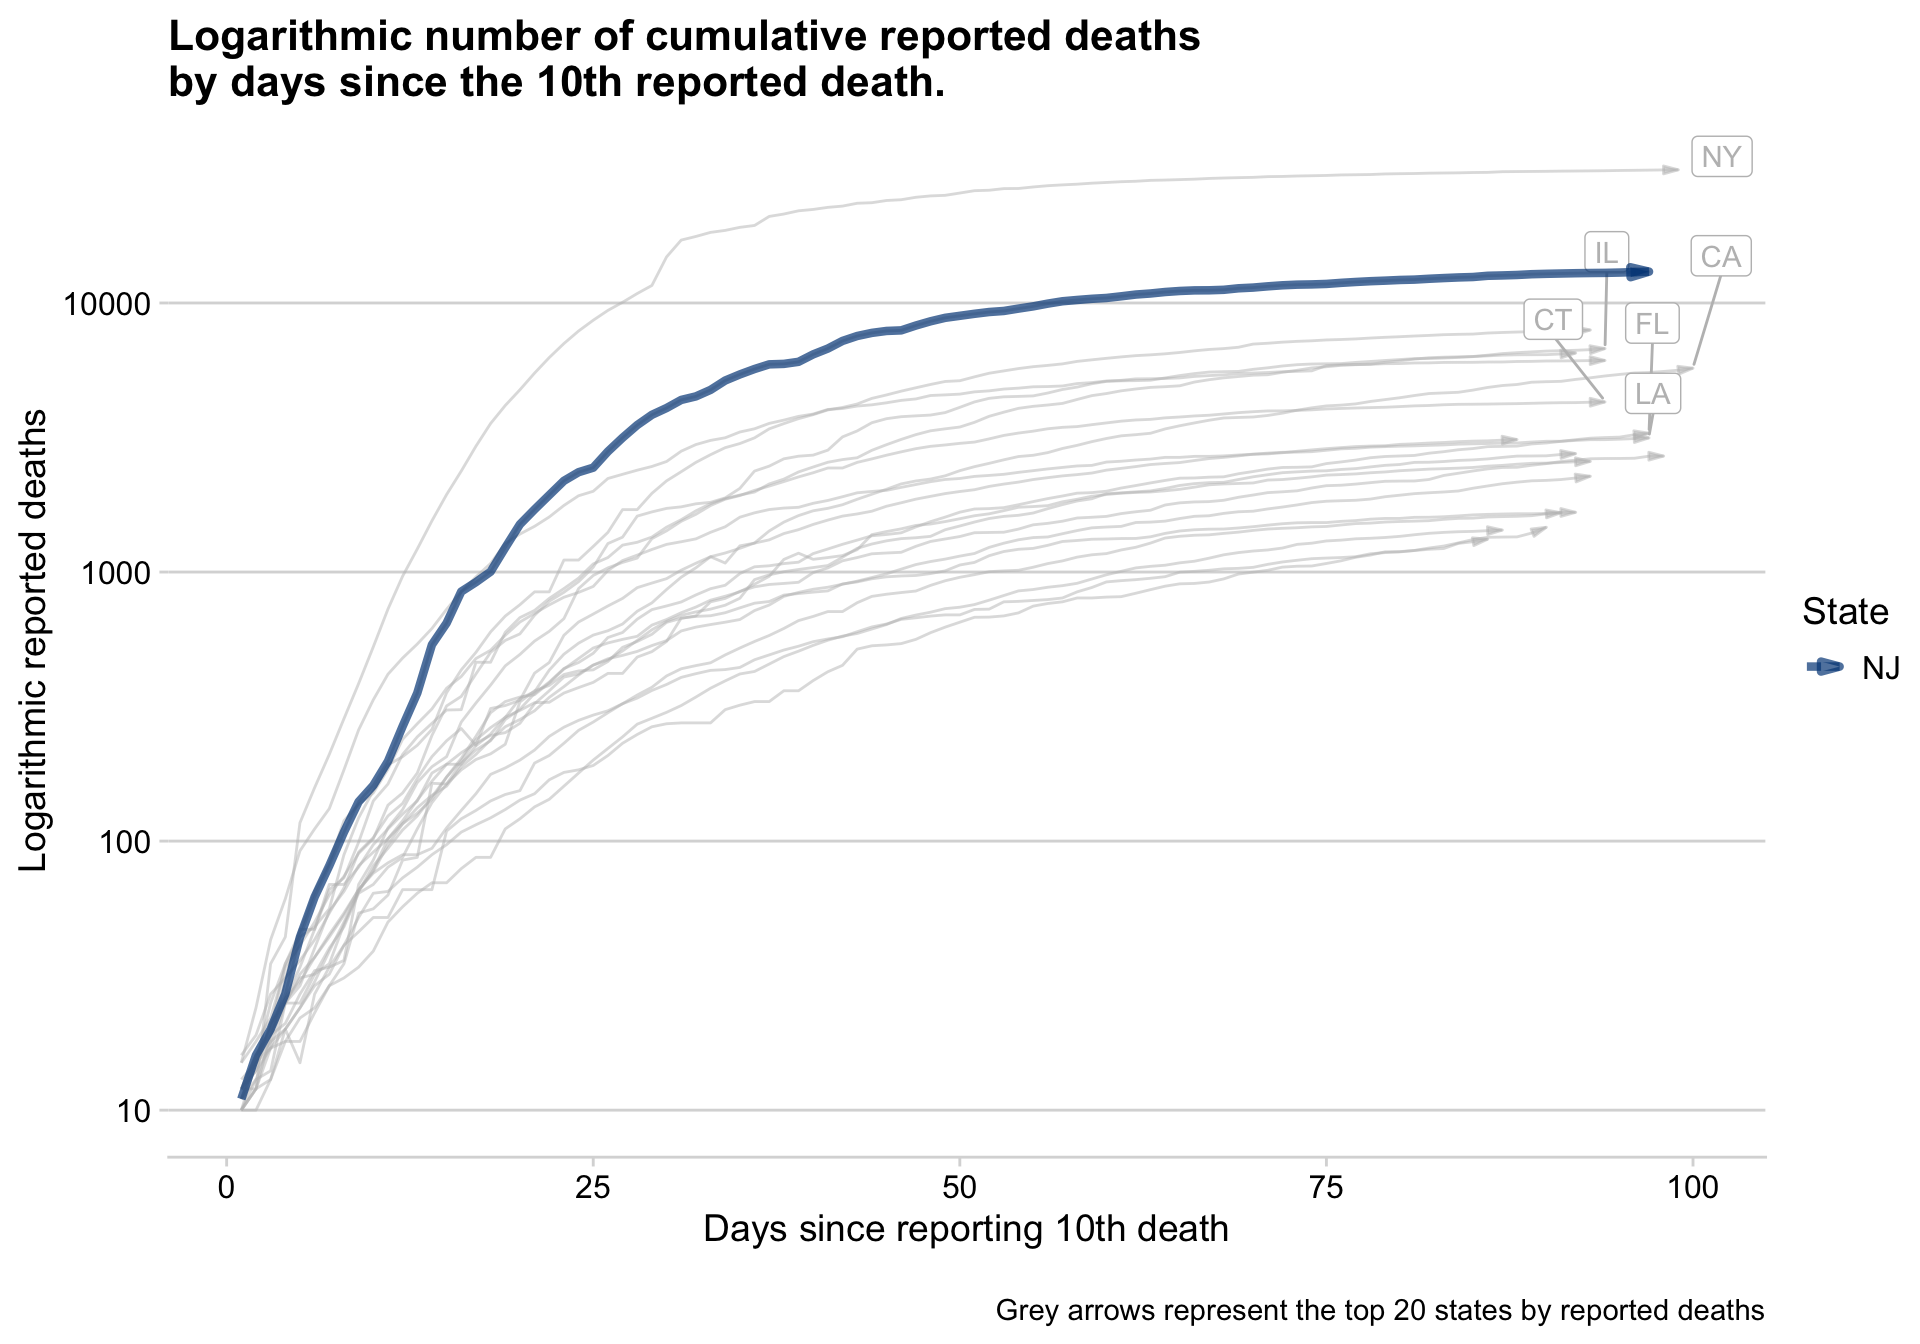 Logarithmic number of cumulative reported deaths
by days since the 10th reported death.
NY
IL
CA
10000
CT
FL
LA
Logarithmic reported deaths
1000
State
NJ
100
10
0 25 50 75 100
Days since reporting 10th death
Grey arrows represent the top 20 states by reported deaths